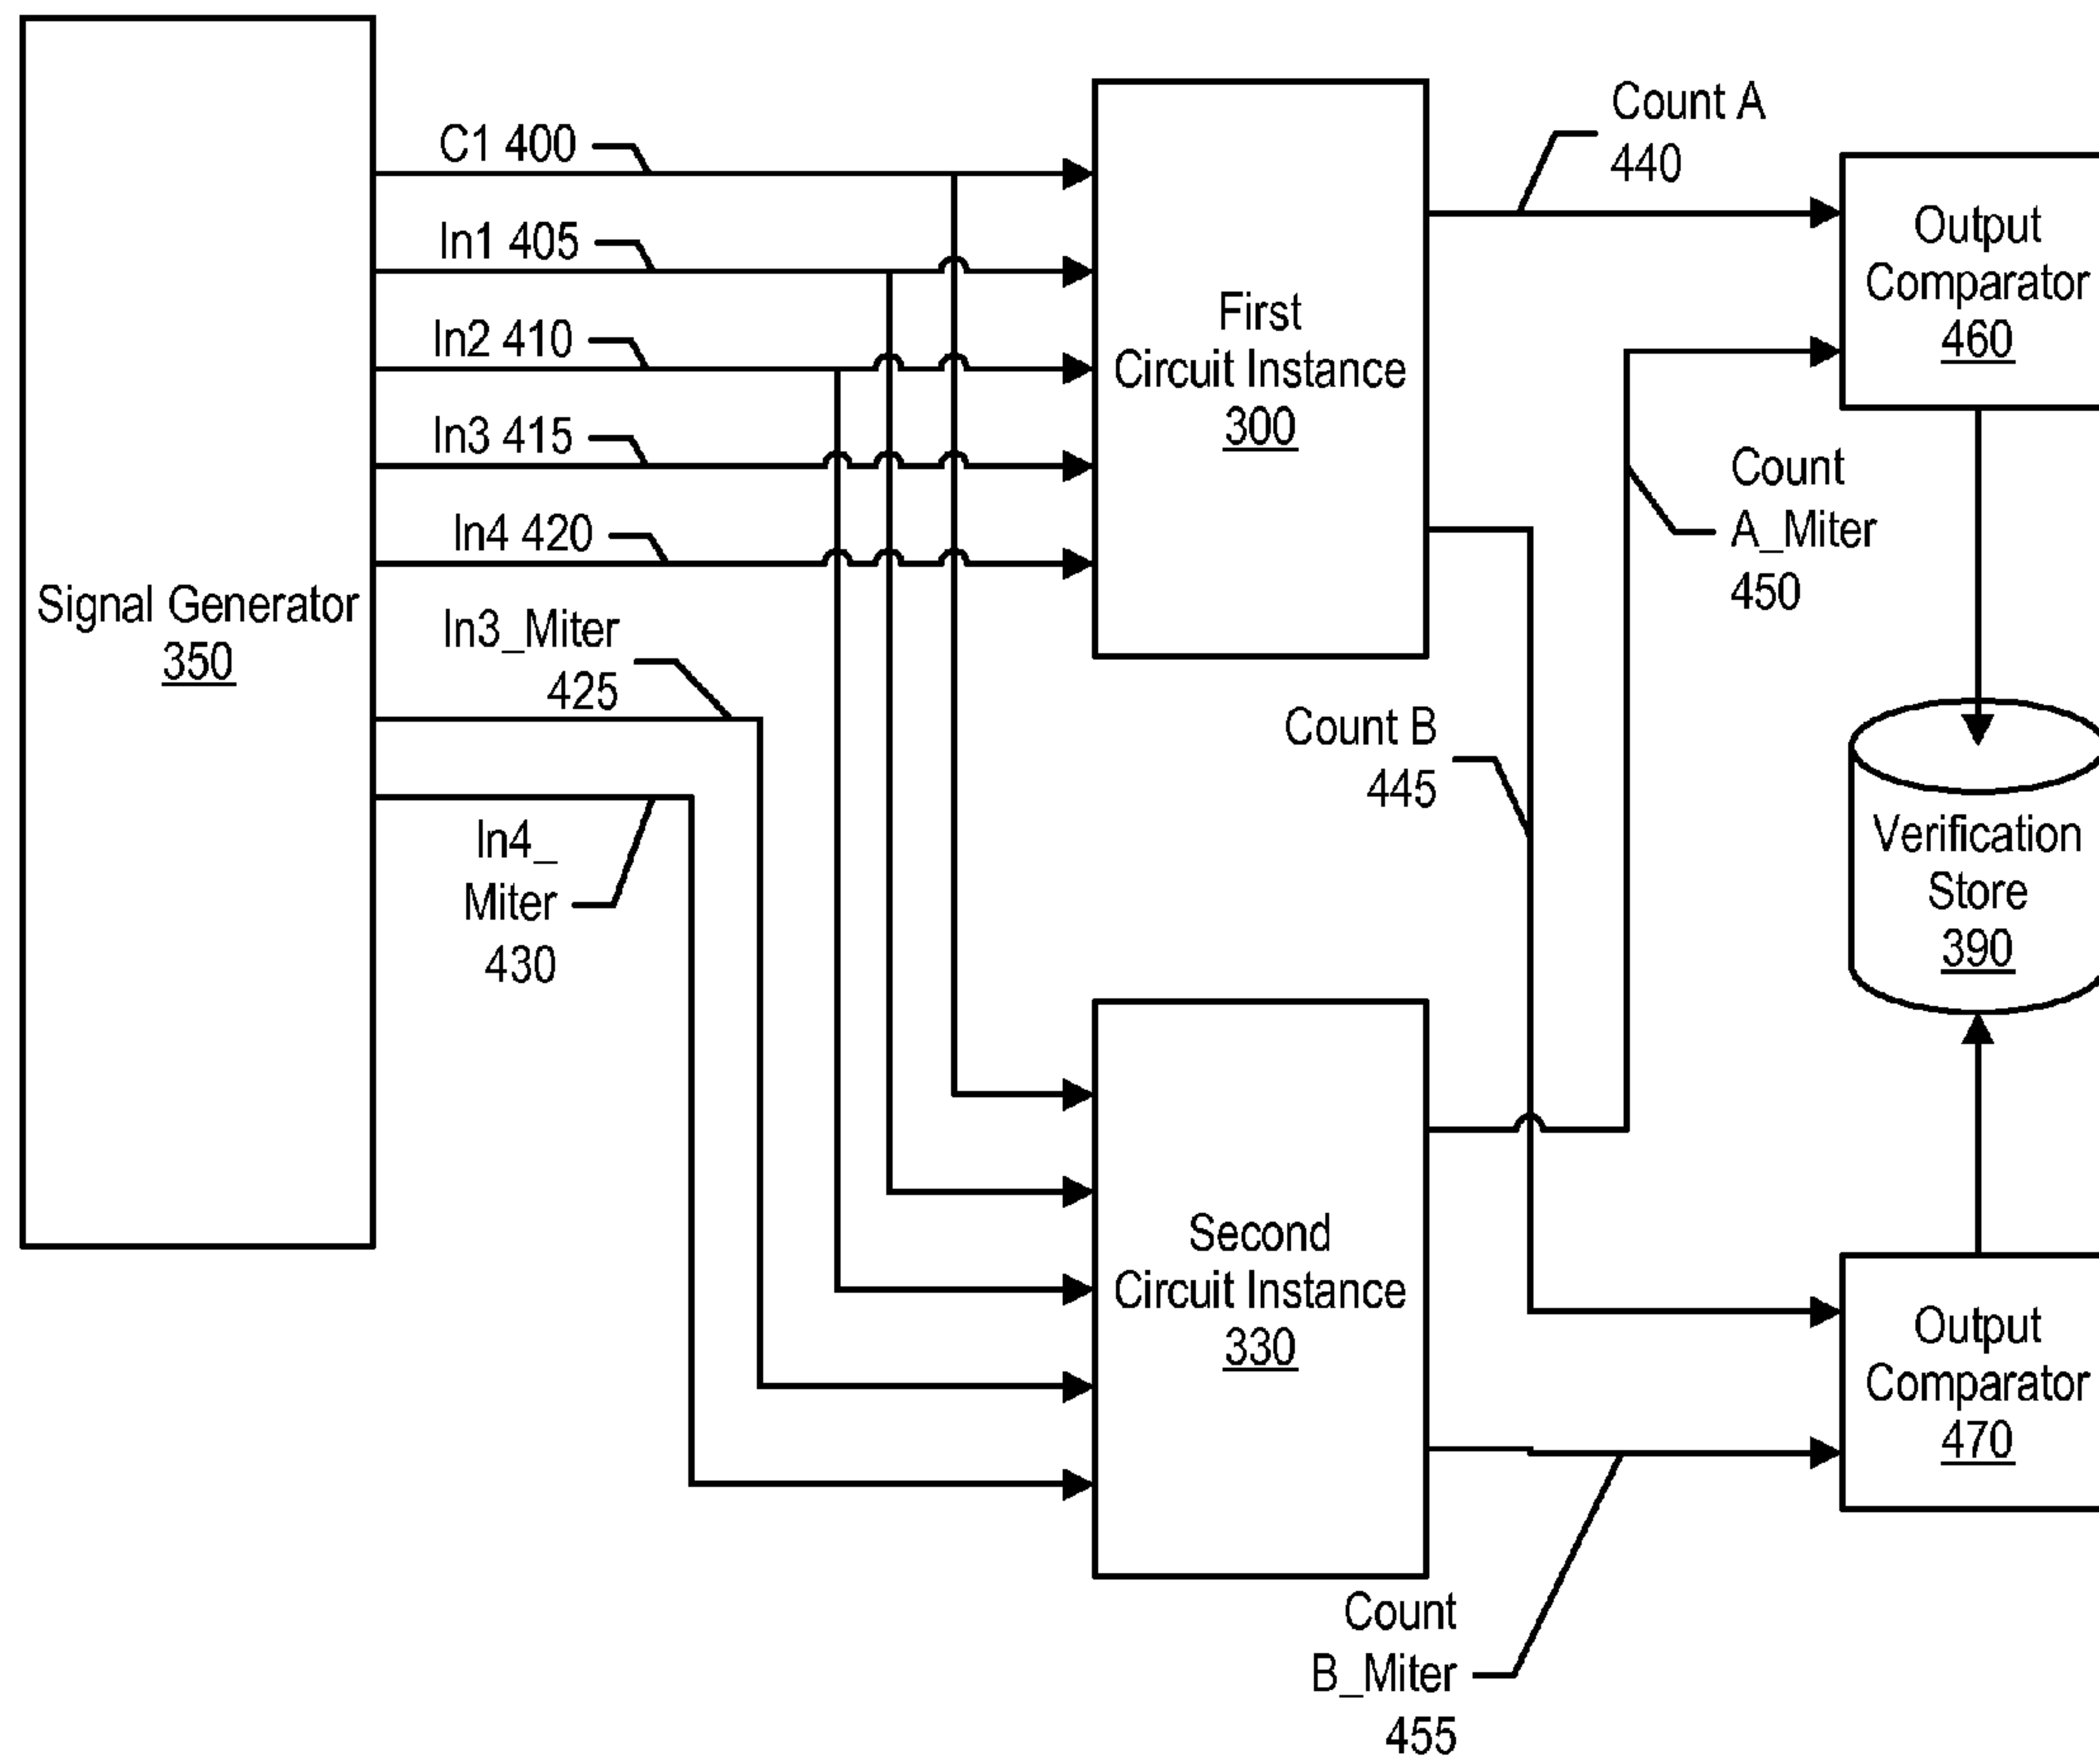 Signal Generator
350
C1 400
In1 405
In2 410
In3 415
In4 420
In3_Miter
425
In4_
Miter
430
First
Circuit Instance
300
Second
Circuit Instance
330
Count A
440
Count B
445
Count
A_Miter
450
Count
B_Miter
455
Output
Comparator
460
Verification
Store
390
Output
Comparator
470